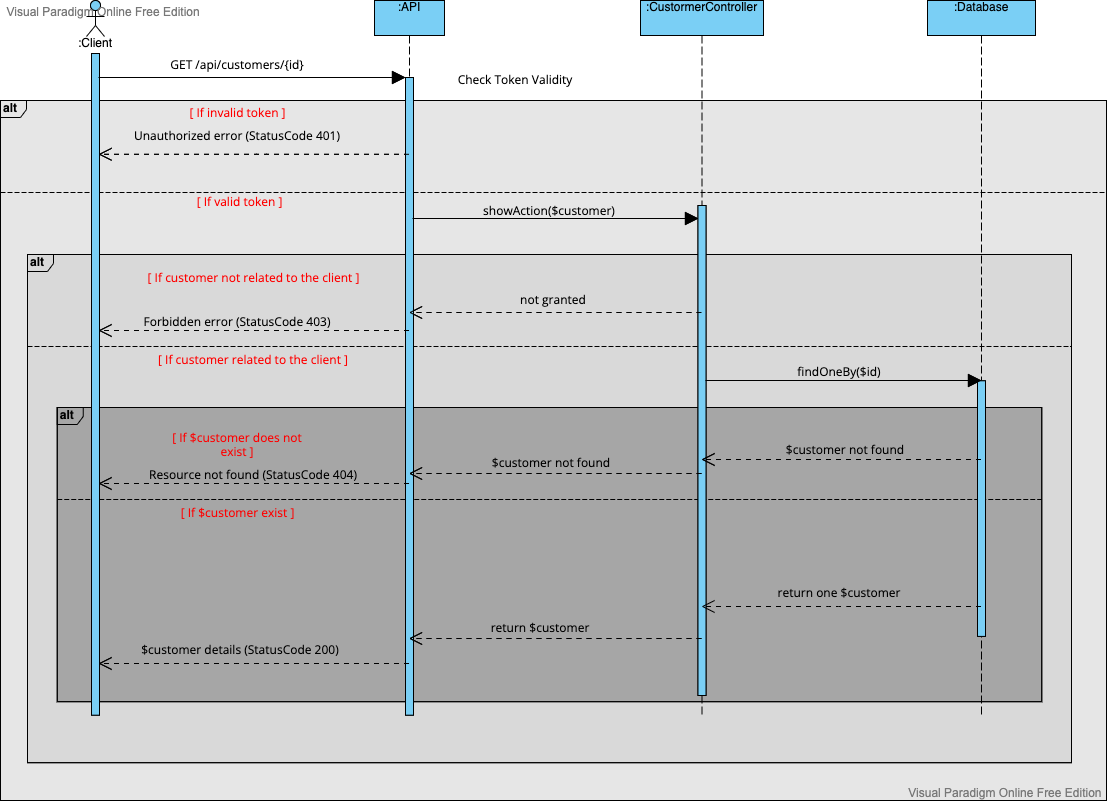 Visual Paradigm Online Free Edition
:Client
:API
:CustormerController
:Database
GET /api/customers/{id}
Check Token Validity
alt
[ If invalid token ]
Unauthorized error (StatusCode 401)
[ If valid token ]
showAction($customer)
alt
[ If customer not related to the client ]
not granted
Forbidden error (StatusCode 403)
[ If customer related to the client ]
findOneBy($id)
alt
[ If $customer does not
exist ]
$customer not found
$customer not found
Resource not found (StatusCode 404)
[ If $customer exist ]
return one $customer
return $customer
$customer details (StatusCode 200)
Visual Paradigm Online Free Edition